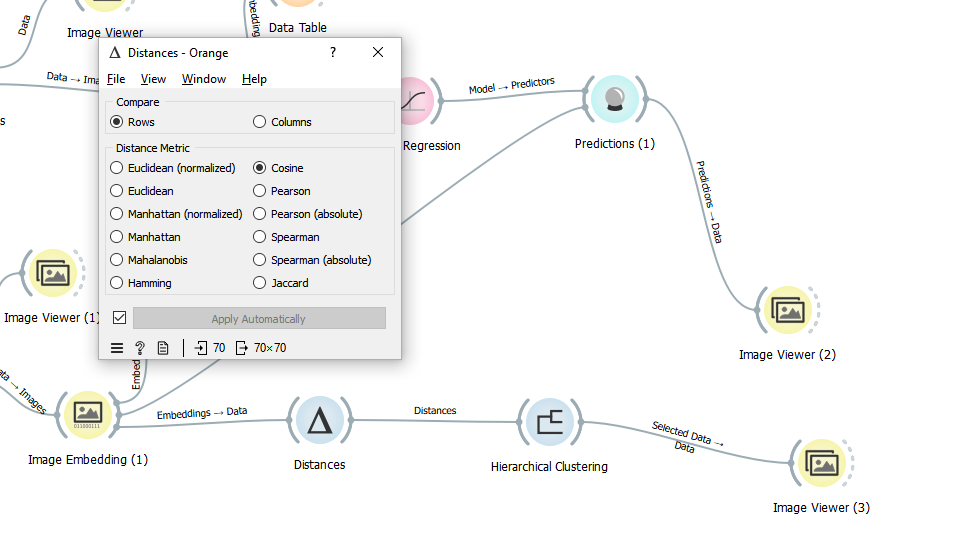 Data
Image Viewer
bedding
Data Table
Distances - Orange
?
File View Window Help
Data → Ima
Compare
Rows
Columns
Distance Metric
Euclidean (normalized)
Cosine
Euclidean
Pearson
Manhattan (normalized)
Pearson (absolute)
Manhattan
Spearman
Mahalanobis
Spearman (absolute)
Hamming
Jaccard
Apply Automatically
? 70 70×70
s
Regression
Model → Predictors
Predictions (1)
Predictions → Data
Image Viewer (2)
Image Viewer (1)
ata → Images
Embed
011000111
Image Embedding (1)
Embeddings → Data
Distances
Distances
Hierarchical Clustering
Selected Data →
Data
Image Viewer (3)